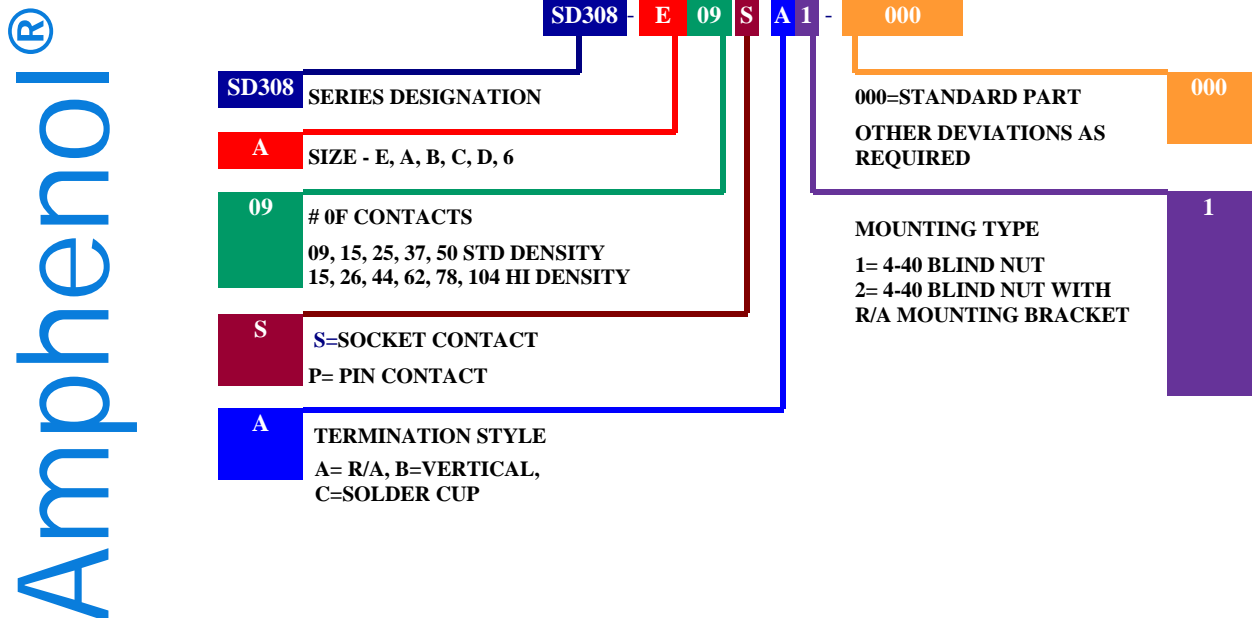 Amphenol®
SD308 - E 09 S A 1 - 000
SD308
SERIES DESIGNATION
A
SIZE - E, A, B, C, D, 6
09
# 0F CONTACTS
09, 15, 25, 37, 50 STD DENSITY
15, 26, 44, 62, 78, 104 HI DENSITY
S
S=SOCKET CONTACT
P= PIN CONTACT
A
TERMINATION STYLE
A= R/A, B=VERTICAL,
C=SOLDER CUP
000=STANDARD PART
OTHER DEVIATIONS AS
REQUIRED
000
MOUNTING TYPE
1= 4-40 BLIND NUT
2= 4-40 BLIND NUT WITH
R/A MOUNTING BRACKET
1